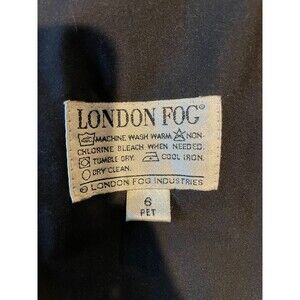 LONDON FOG®
MACHINE WASH WARM NON-
CHLORINE BLEACH WHEN NEEDED.
TUMBLE DRY. COOL IRON.
DRY CLEAN.
© LONDON FOG INDUSTRIES
6
PET